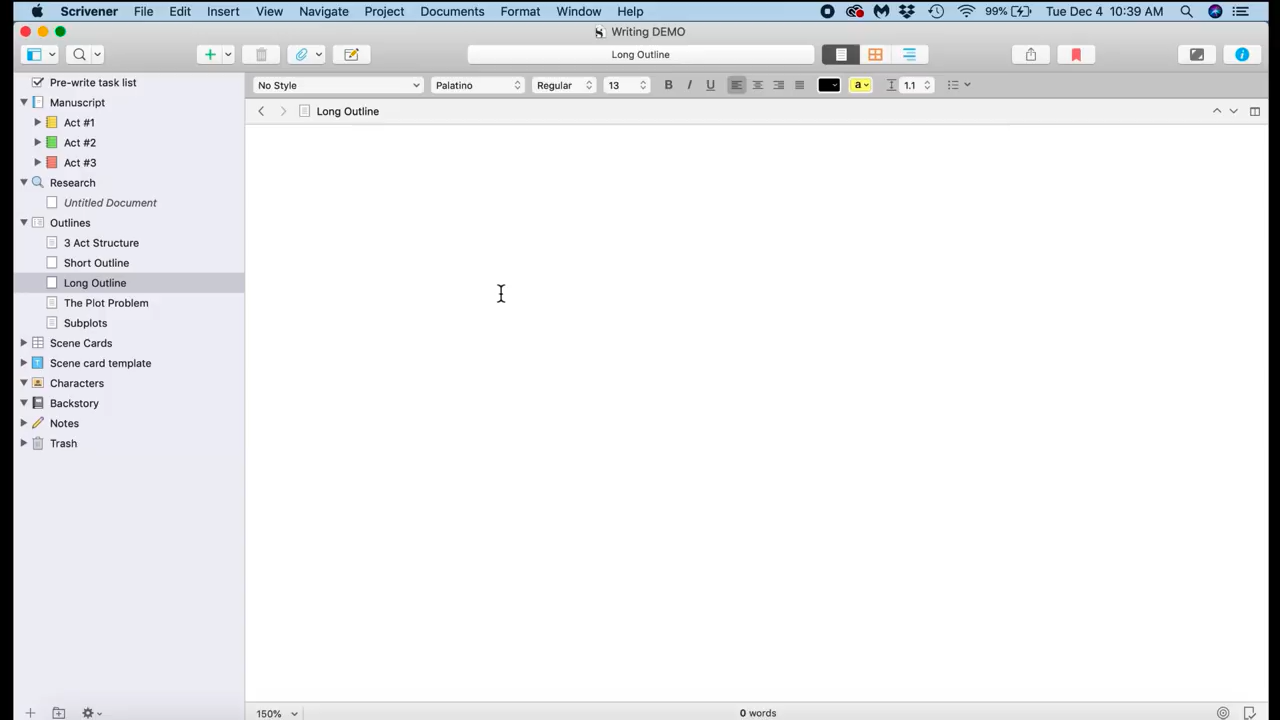 Scrivener File Edit Insert View Navigate Project Documents Format Window Help 99% Tue Dec 4 10:39 AM
Writing DEMO
Long Outline
No Style Palatino Regular 13 B I U a 1.1
Long Outline
Pre-write task list
Manuscript
Act #1
Act #2
Act #3
Research
Untitled Document
Outlines
3 Act Structure
Short Outline
Long Outline
The Plot Problem
Subplots
Scene Cards
Scene card template
Characters
Backstory
Notes
Trash
150% 0 words